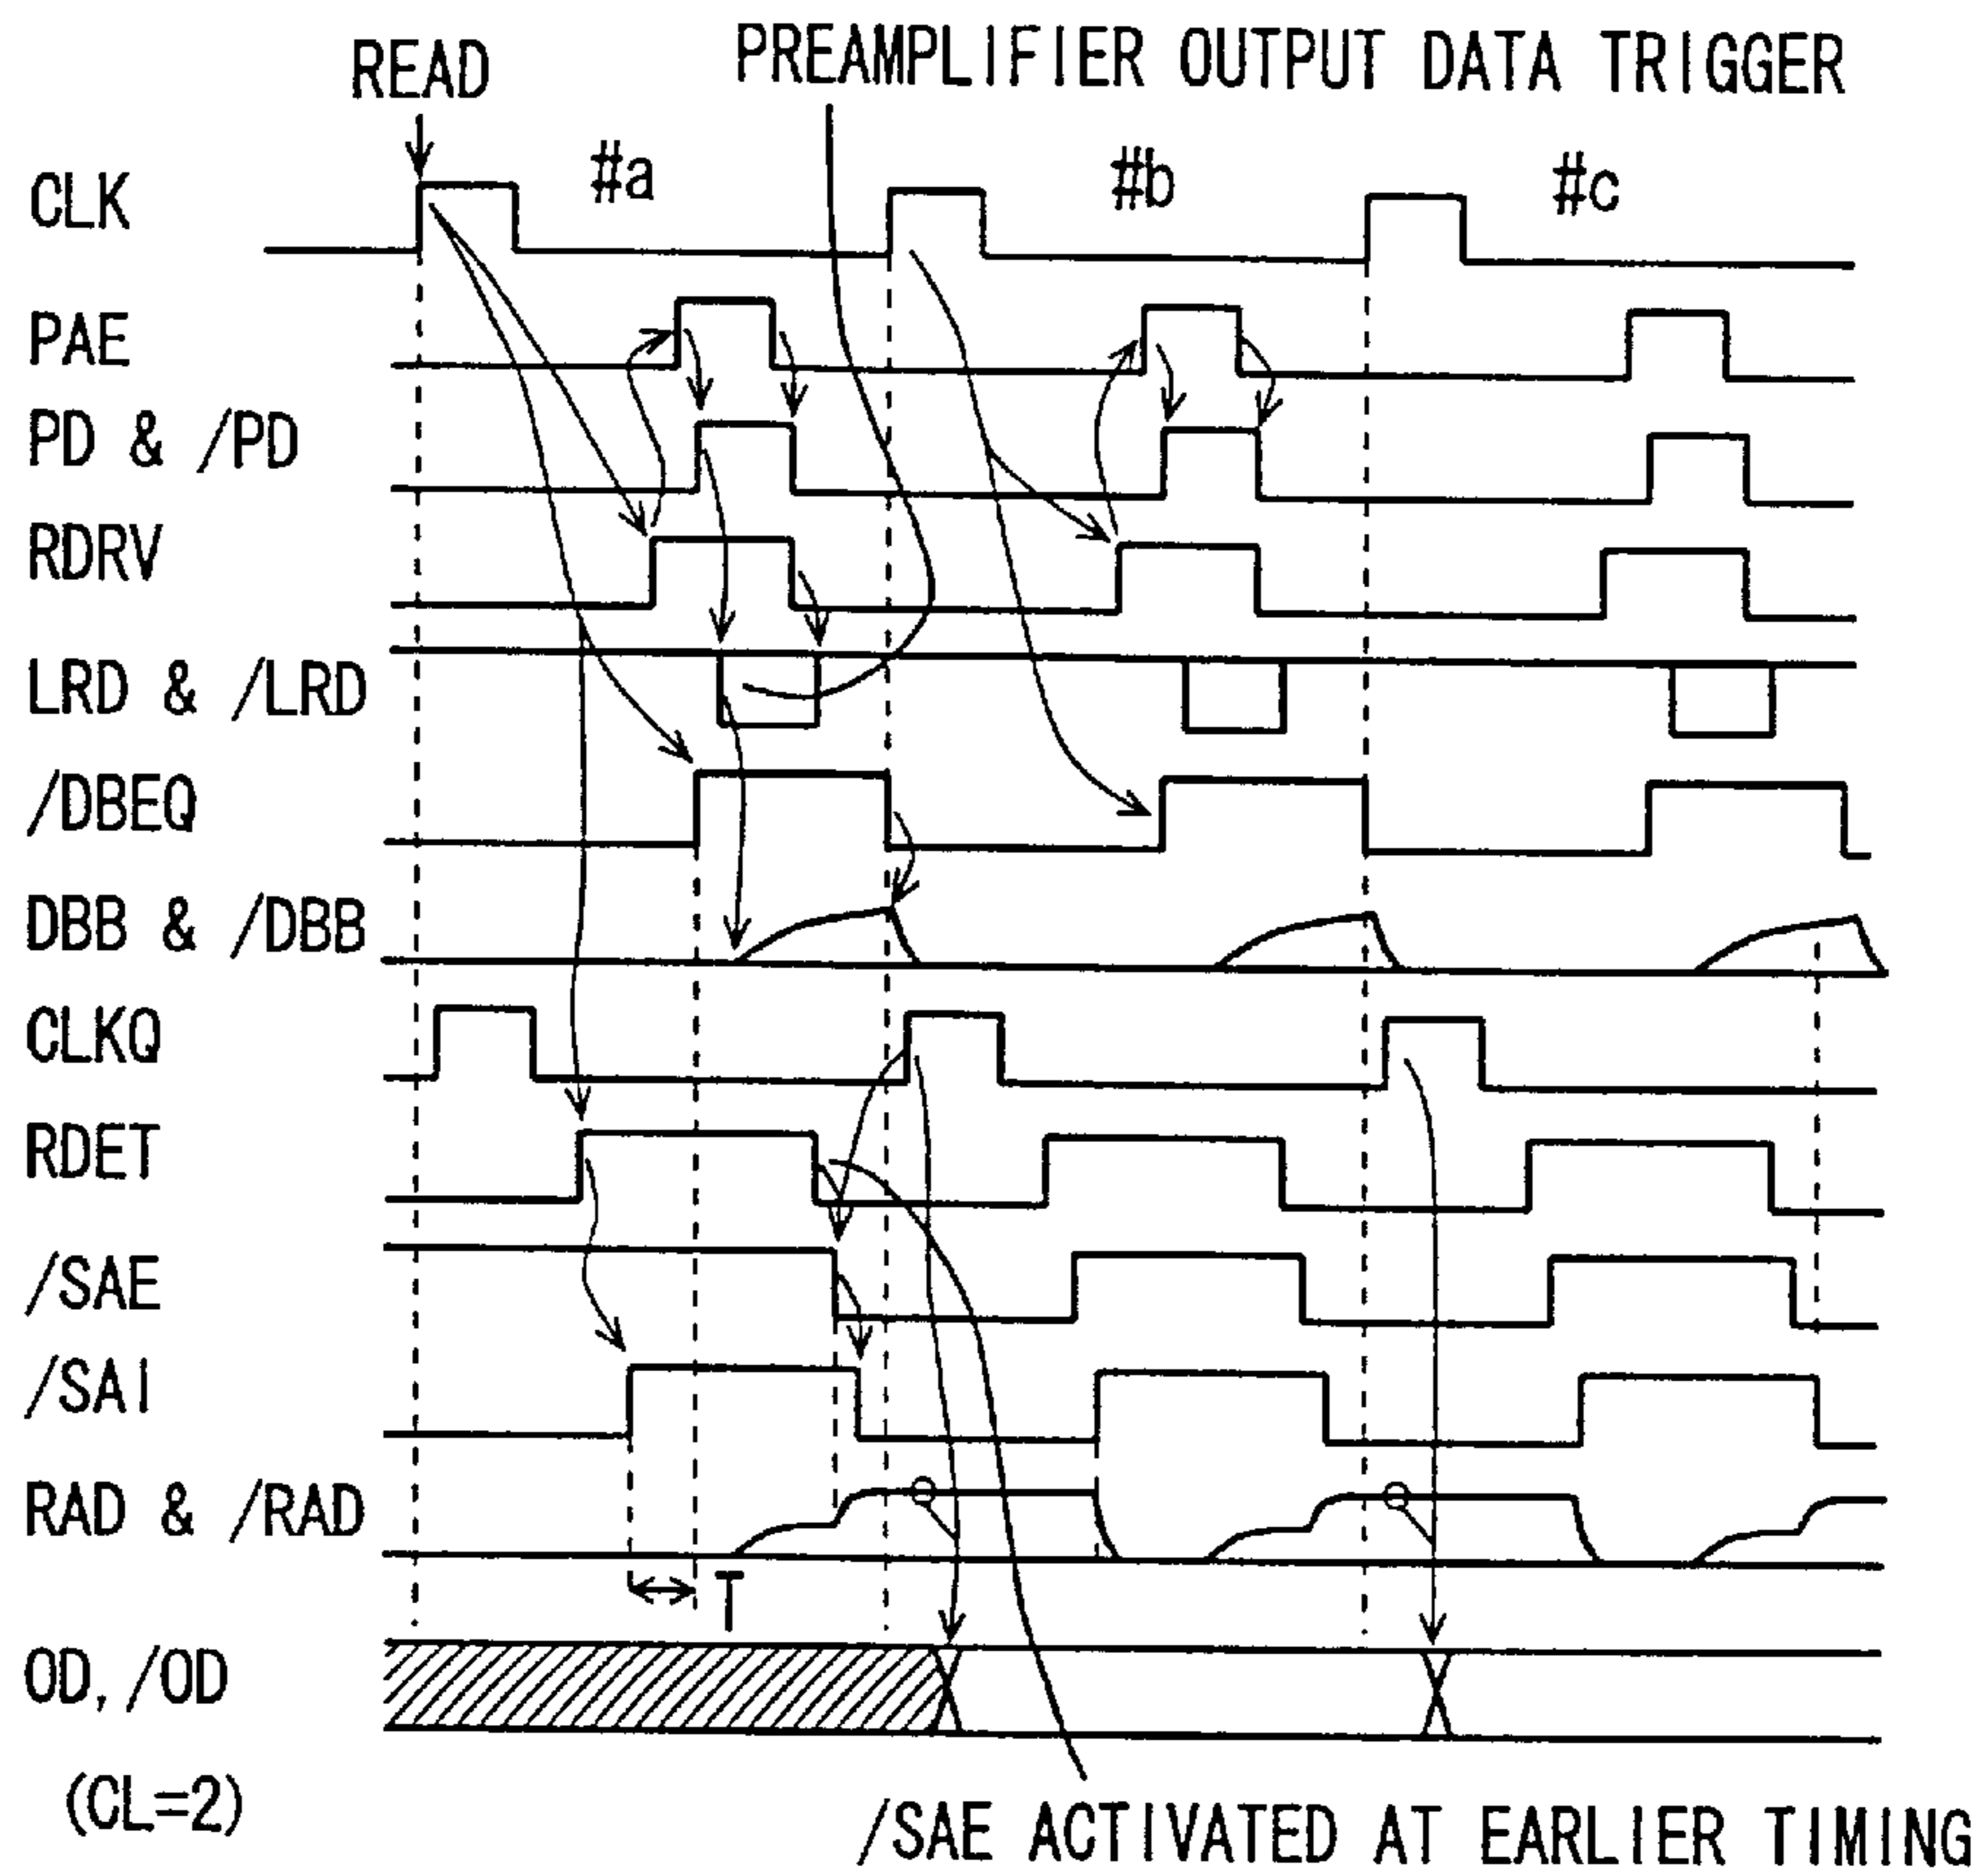 READ
PREAMPLIFIER OUTPUT DATA TRIGGER
#a
#b
#c
CLK
PAE
PD & /PD
RDRV
LRD & /LRD
/DBEQ
DBB & /DBB
CLKQ
RDET
/SAE
/SAI
RAD & /RAD
T
OD, /OD
(CL=2)
/SAE ACTIVATED AT EARLIER TIMING